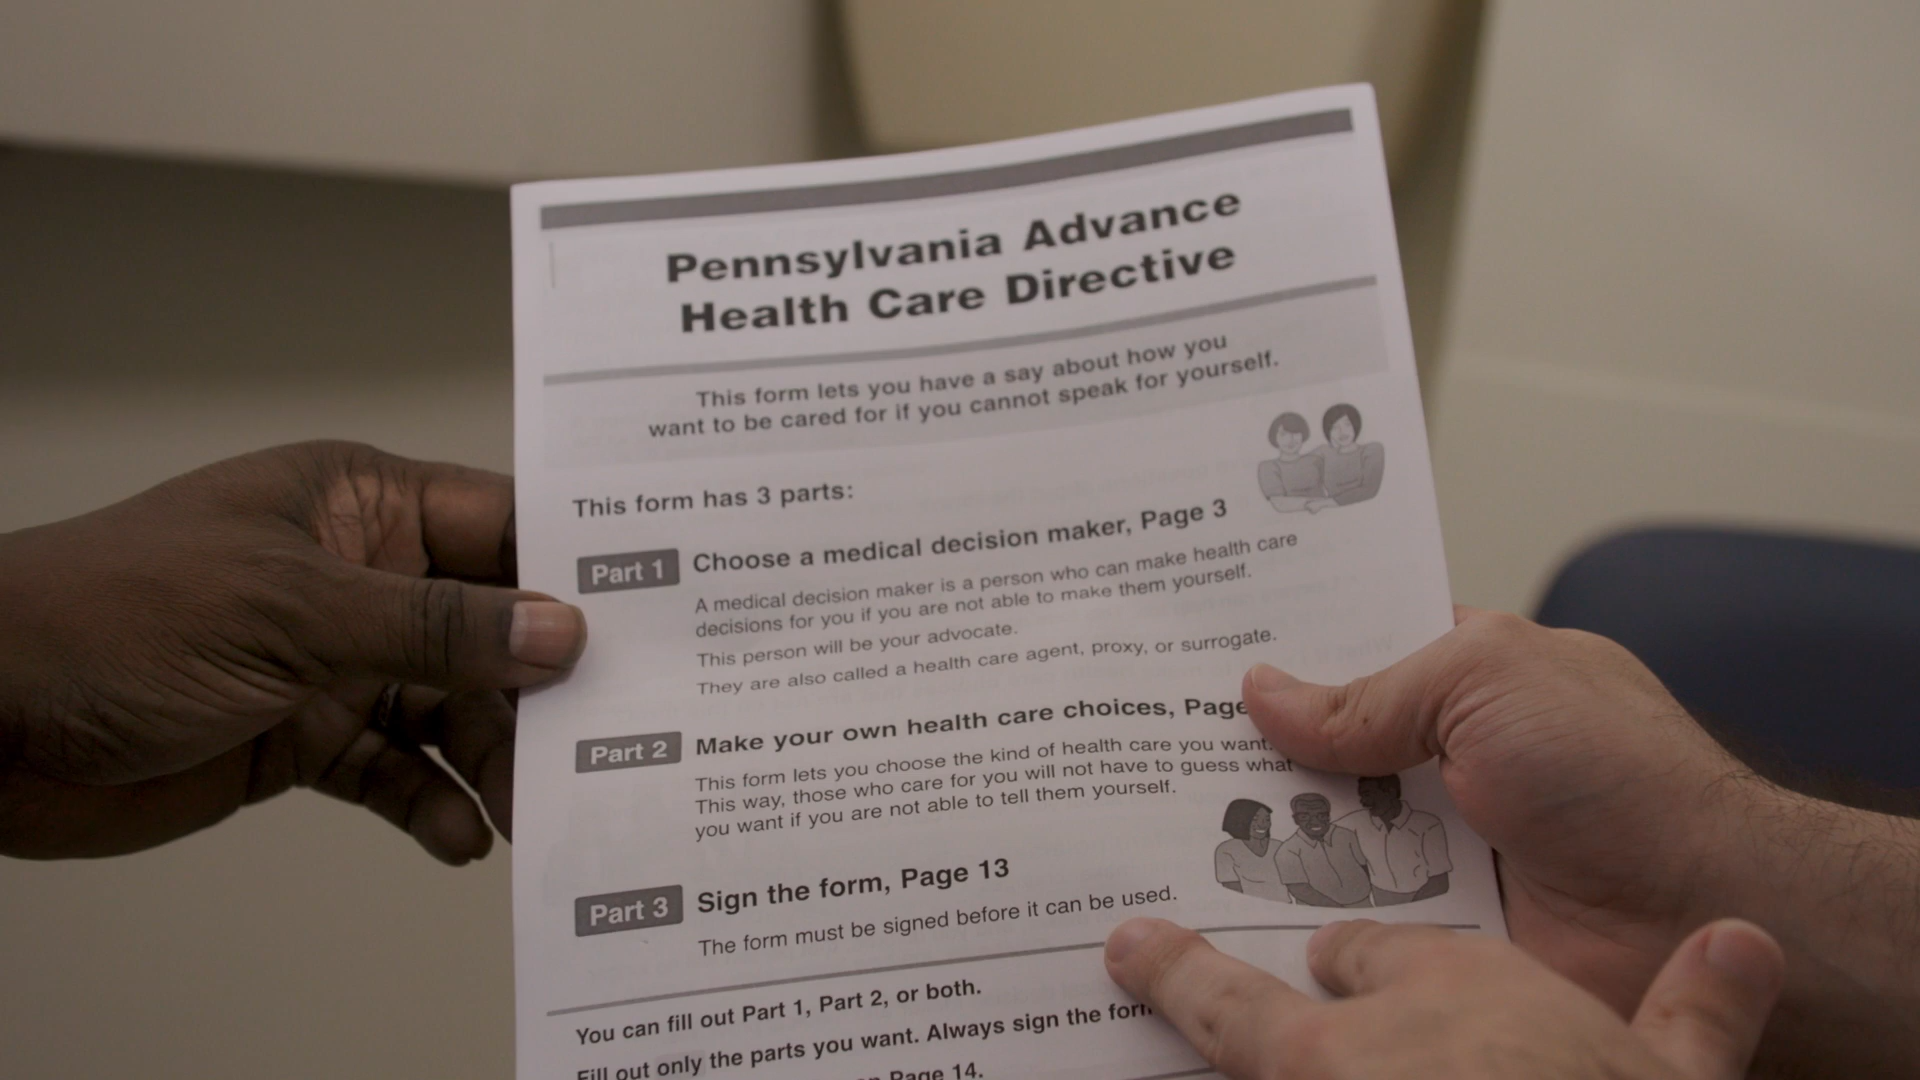 Pennsylvania Advance
Health Care Directive
This form lets you have a say about how you
want to be cared for if you cannot speak for yourself.
This form has 3 parts:
Part 1 Choose a medical decision maker, Page 3
A medical decision maker is a person who can make health care
decisions for you if you are not able to make them yourself.
This person will be your advocate.
They are also called a health care agent, proxy, or surrogate.
Part 2 Make your own health care choices, Page
This form lets you choose the kind of health care you want.
This way, those who care for you will not have to guess what
you want if you are not able to tell them yourself.
Part 3 Sign the form, Page 13
The form must be signed before it can be used.
You can fill out Part 1, Part 2, or both.
Fill out only the parts you want. Always sign the form
Page 14.